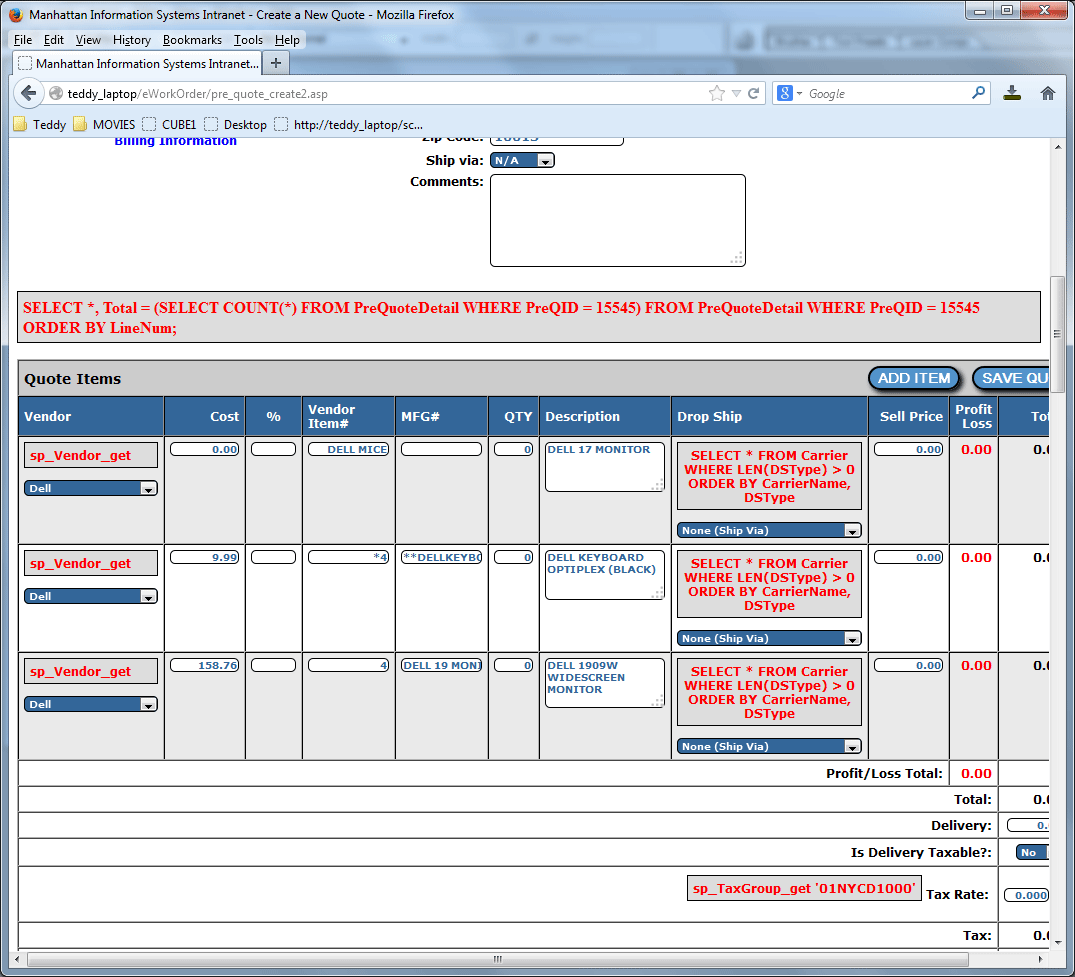 Manhattan Information Systems Intranet - Create a New Quote - Mozilla Firefox
File Edit View History Bookmarks Tools Help
Manhattan Information Systems Intranet... +
teddy_laptop/eWorkOrder/pre_quote_create2.asp
8 Google
Teddy MOVIES CUBE1 Desktop http://teddy_laptop/sc...
Billing Information
Zip Code:
Ship via: N/A
Comments:
SELECT *, Total = (SELECT COUNT(*) FROM PreQuoteDetail WHERE PreQID = 15545) FROM PreQuoteDetail WHERE PreQID = 15545
ORDER BY LineNum;
Quote Items ADD ITEM SAVE QU
Vendor Cost % Vendor Item# MFG# QTY Description Drop Ship Sell Price Profit Loss To
sp_Vendor_get 0.00 DELL MICE 0 DELL 17 MONITOR 0.00 0.00 0.
SELECT * FROM Carrier
WHERE LEN(DSType) > 0
ORDER BY CarrierName,
DSType
Dell
None (Ship Via)
sp_Vendor_get 9.99 *4 **DELLKEYBO 0 DELL KEYBOARD 0.00 0.00 0.
OPTIPLEX (BLACK)
SELECT * FROM Carrier
WHERE LEN(DSType) > 0
ORDER BY CarrierName,
DSType
Dell
None (Ship Via)
sp_Vendor_get 158.76 4 DELL 19 MONI 0 DELL 1909W 0.00 0.00 0.
WIDESCREEN
MONITOR
SELECT * FROM Carrier
WHERE LEN(DSType) > 0
ORDER BY CarrierName,
DSType
Dell
None (Ship Via)
Profit/Loss Total: 0.00
Total: 0.
Delivery: 0.
Is Delivery Taxable?: No
sp_TaxGroup_get '01NYCD1000' Tax Rate: 0.000
Tax: 0.